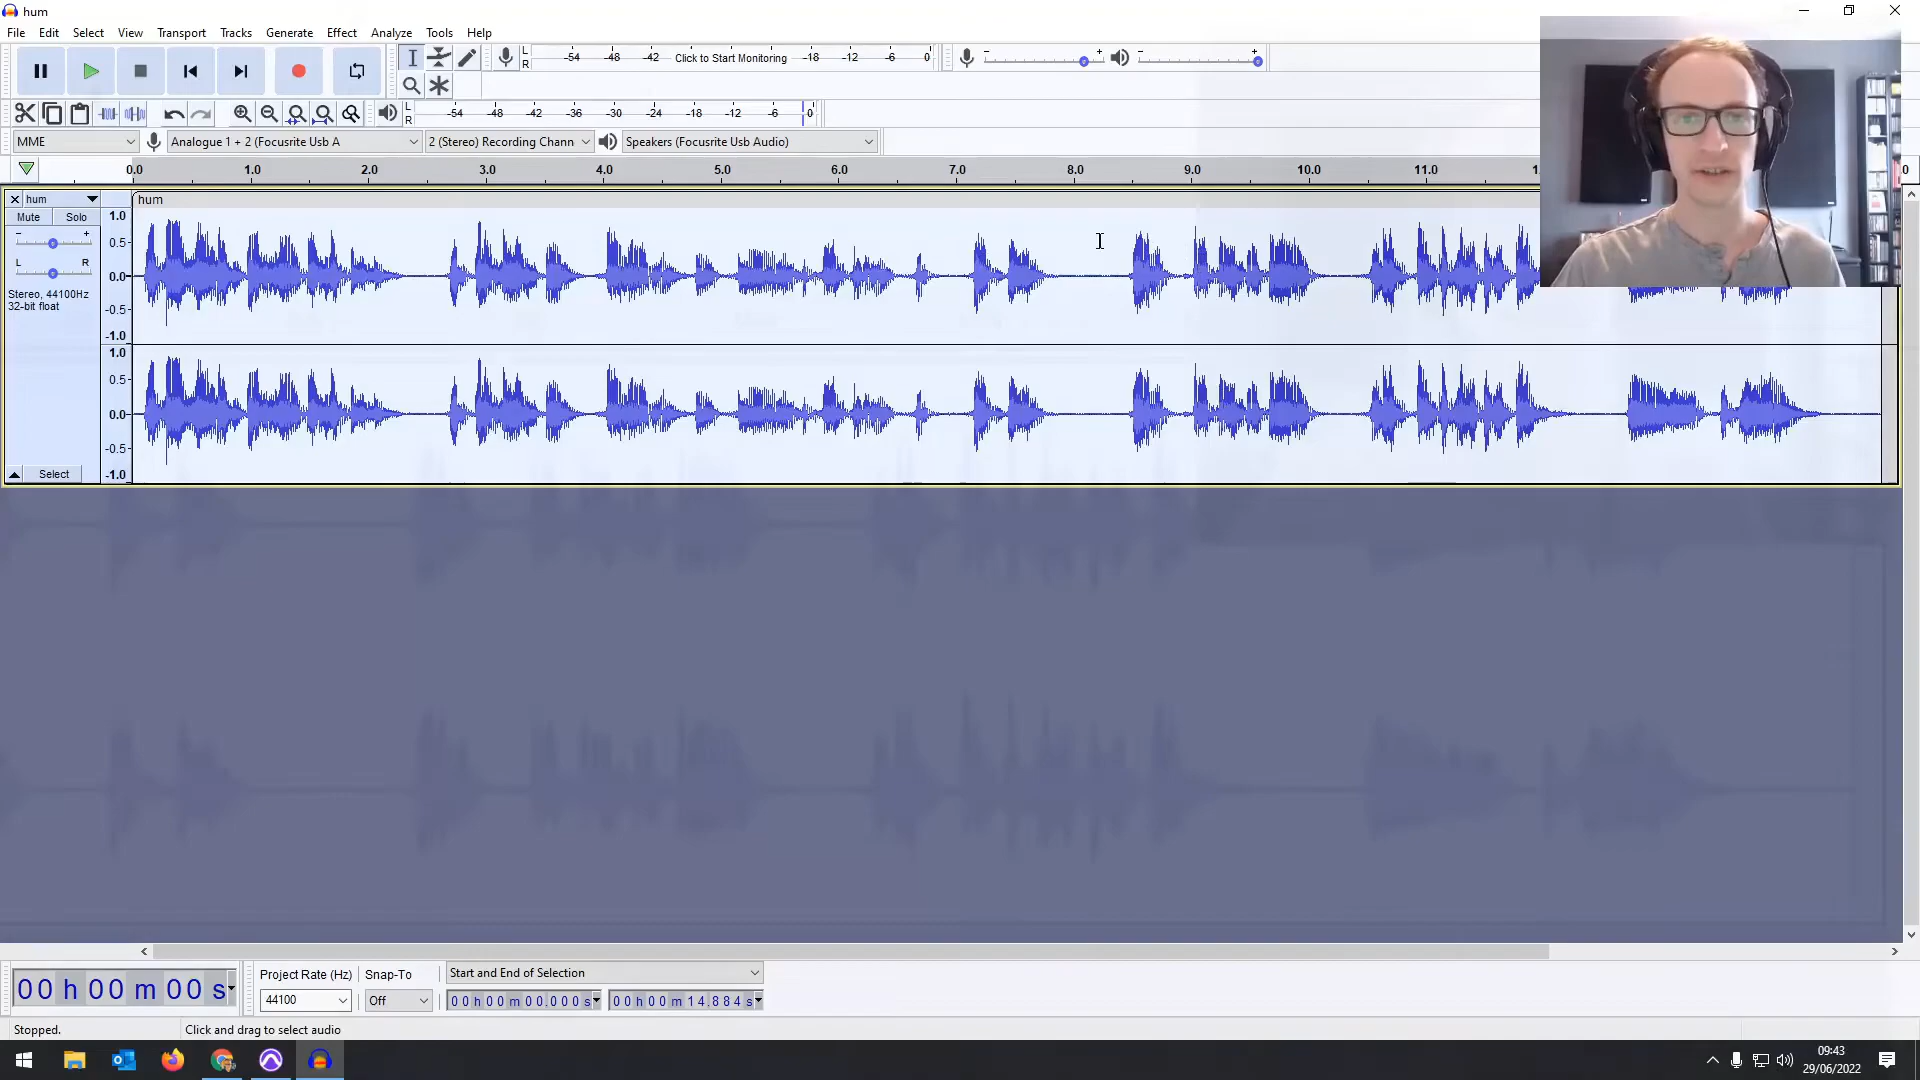 hum
File Edit Select View Transport Tracks Generate Effect Analyze Tools Help
L R -54 -48 -42 Click to Start Monitoring -18 -12 -6 0 - + - +
L R -54 -48 -42 -36 -30 -24 -18 -12 -6 0
MME Analogue 1 + 2 (Focusrite Usb A 2 (Stereo) Recording Chann Speakers (Focusrite Usb Audio)
0.0 1.0 2.0 3.0 4.0 5.0 6.0 7.0 8.0 9.0 10.0 11.0
hum hum
Mute Solo 1.0
- + 0.5
L R 0.0
Stereo, 44100Hz
32-bit float -0.5
-1.0
1.0
0.5
0.0
-0.5
Select -1.0
Project Rate (Hz) Snap-To Start and End of Selection
00 h 00 m 00 s 44100 Off 00 h 00 m 00.000 s 00 h 00 m 14.884 s
Stopped. Click and drag to select audio
09:43
29/06/2022